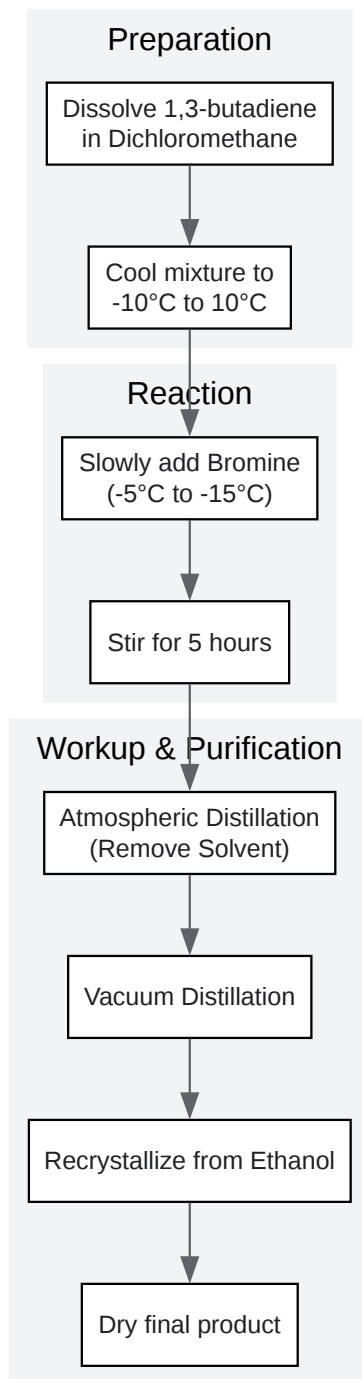 Preparation
Dissolve 1,3-butadiene
in Dichloromethane
Cool mixture to
-10°C to 10°C
Reaction
Slowly add Bromine
(-5°C to -15°C)
Stir for 5 hours
Workup & Purification
Atmospheric Distillation
(Remove Solvent)
Vacuum Distillation
Recrystallize from Ethanol
Dry final product